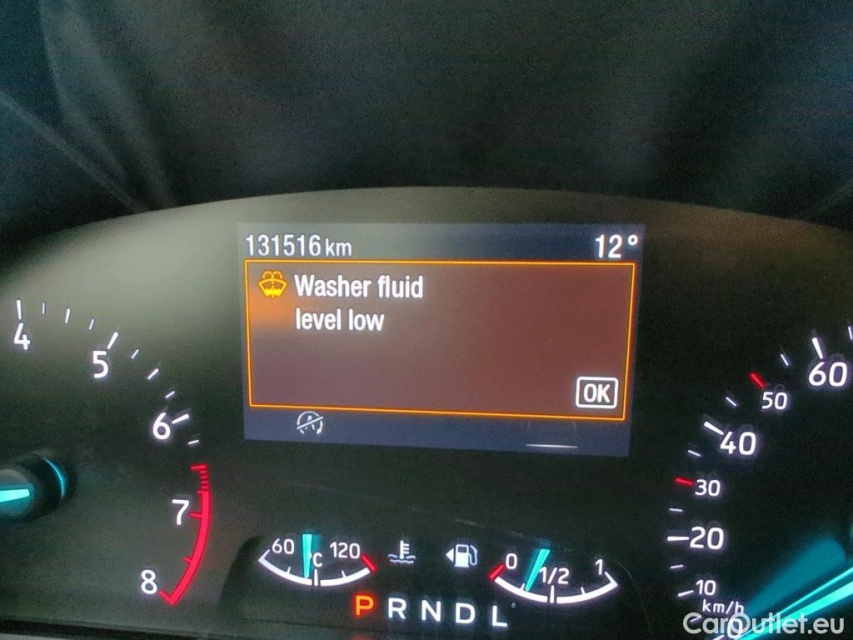 131516 km 12°
Washer fluid
level low
OK
4
5
6
7
8
60
50
40
30
20
10
km/h
60 °C 120
0 1/2 1
P R N D L
CarOutlet.eu